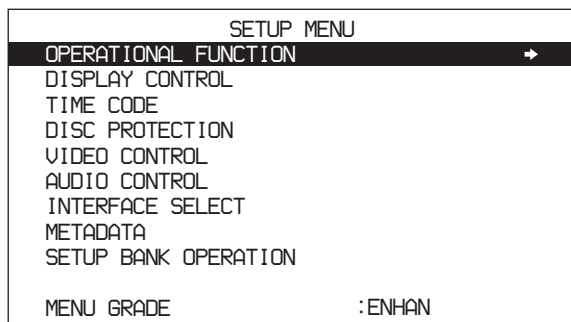 SETUP MENU
OPERATIONAL FUNCTION →
DISPLAY CONTROL
TIME CODE
DISC PROTECTION
VIDEO CONTROL
AUDIO CONTROL
INTERFACE SELECT
METADATA
SETUP BANK OPERATION
MENU GRADE :ENHAN